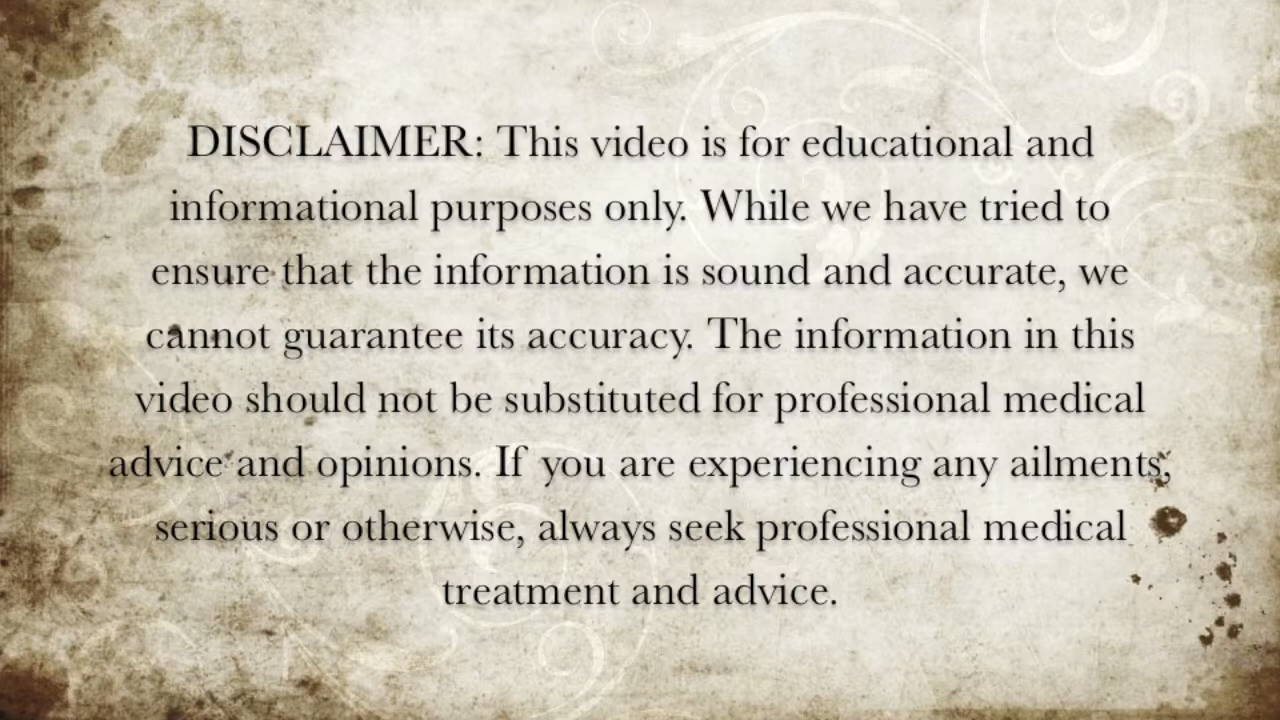 DISCLAIMER: This video is for educational and
informational purposes only. While we have tried to
ensure that the information is sound and accurate, we
cannot guarantee its accuracy. The information in this
video should not be substituted for professional medical
advice and opinions. If you are experiencing any ailments,
serious or otherwise, always seek professional medical
treatment and advice.